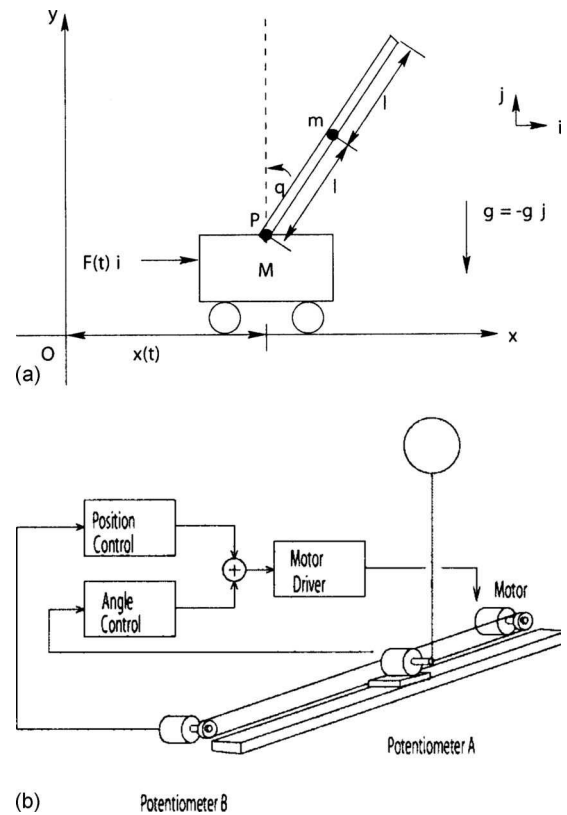 y
m
l
l
j
i
q
P
g = -g j
F(t) i
M
O
x(t)
x
(a)
Position
Control
+
Motor
Driver
Angle
Control
Motor
Potentiometer A
(b)
Potentiometer B